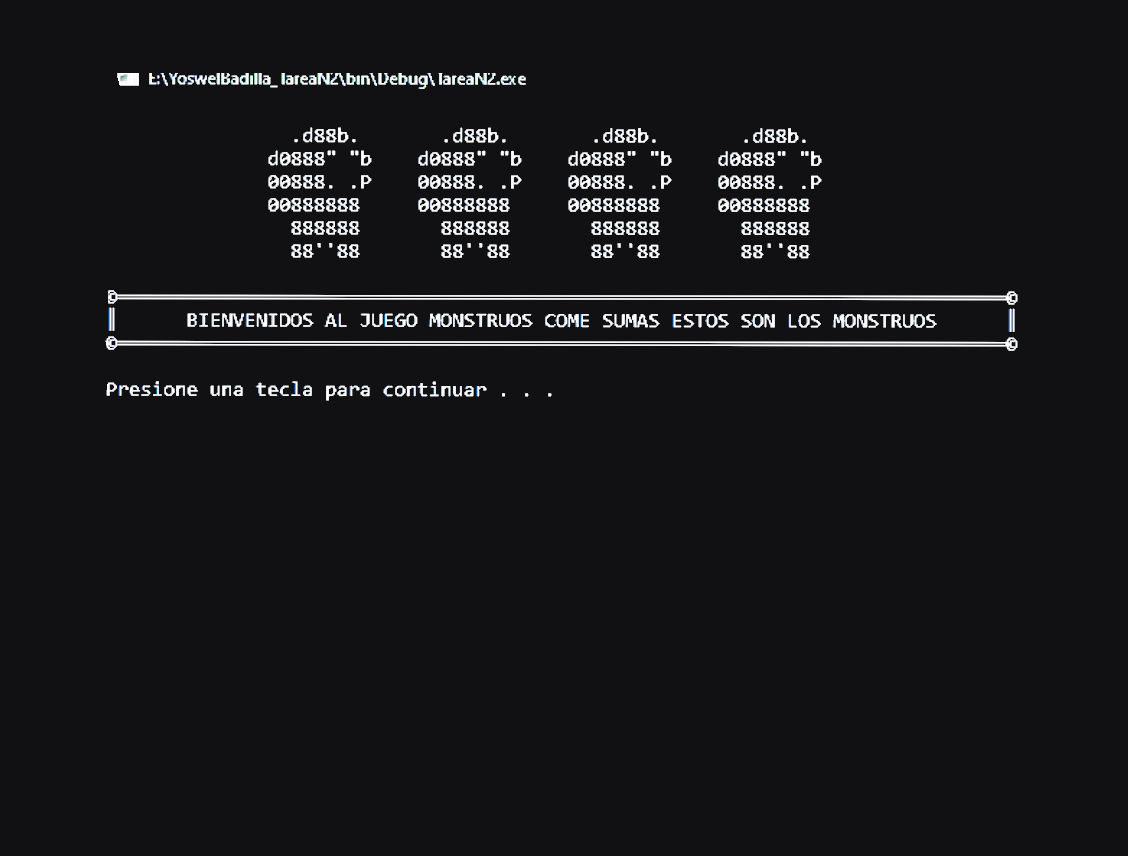 E:\YoswelBadilla_TareaN2\bin\Debug\TareaN2.exe
.d88b. .d88b. .d88b. .d88b.
d0888" "b d0888" "b d0888" "b d0888" "b
00888. .P 00888. .P 00888. .P 00888. .P
00888888 00888888 00888888 00888888
888888 888888 888888 888888
88''88 88''88 88''88 88''88
BIENVENIDOS AL JUEGO MONSTRUOS COME SUMAS ESTOS SON LOS MONSTRUOS
Presione una tecla para continuar . . .